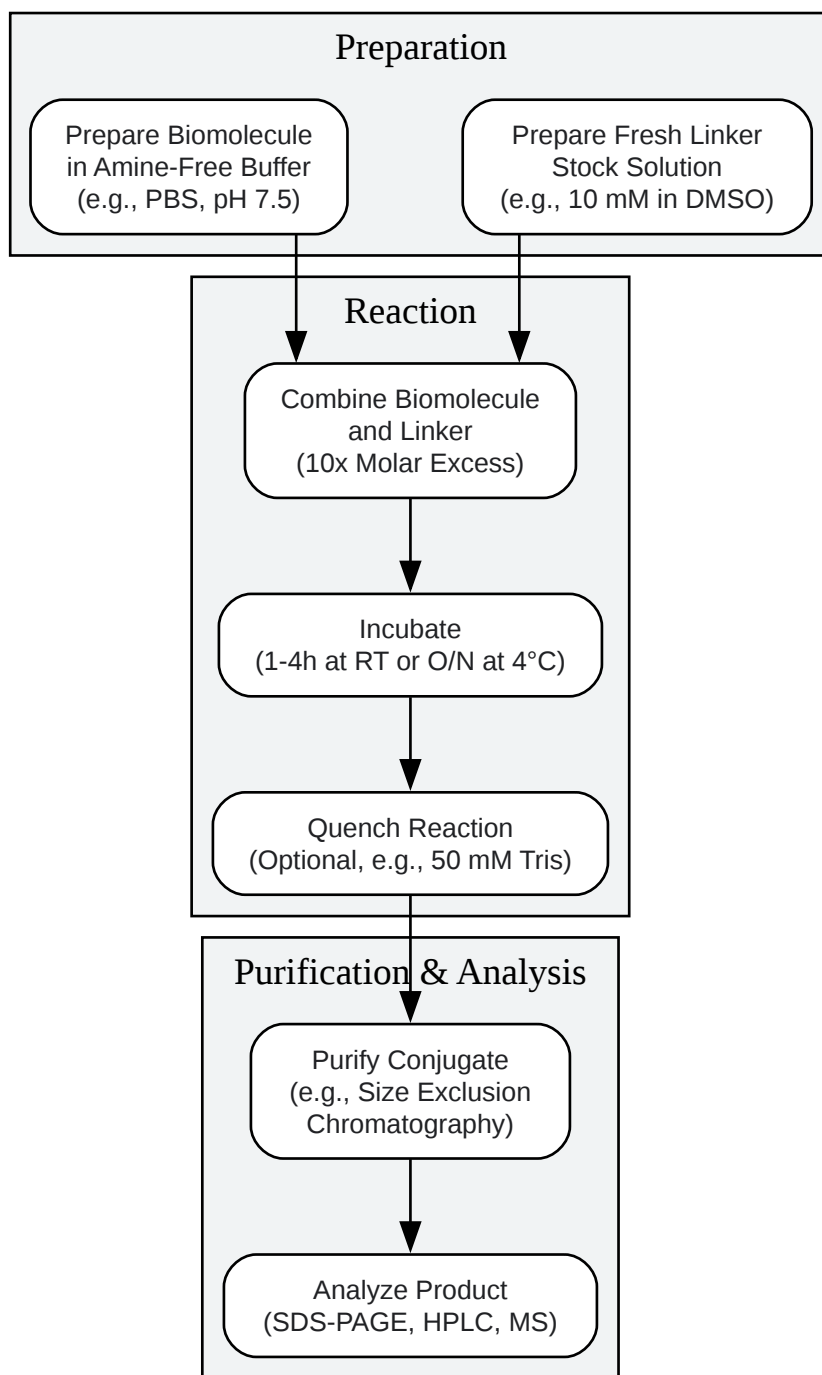 Preparation
Prepare Biomolecule
in Amine-Free Buffer
(e.g., PBS, pH 7.5)
Prepare Fresh Linker
Stock Solution
(e.g., 10 mM in DMSO)
Reaction
Combine Biomolecule
and Linker
(10x Molar Excess)
Incubate
(1-4h at RT or O/N at 4°C)
Quench Reaction
(Optional, e.g., 50 mM Tris)
Purification & Analysis
Purify Conjugate
(e.g., Size Exclusion
Chromatography)
Analyze Product
(SDS-PAGE, HPLC, MS)